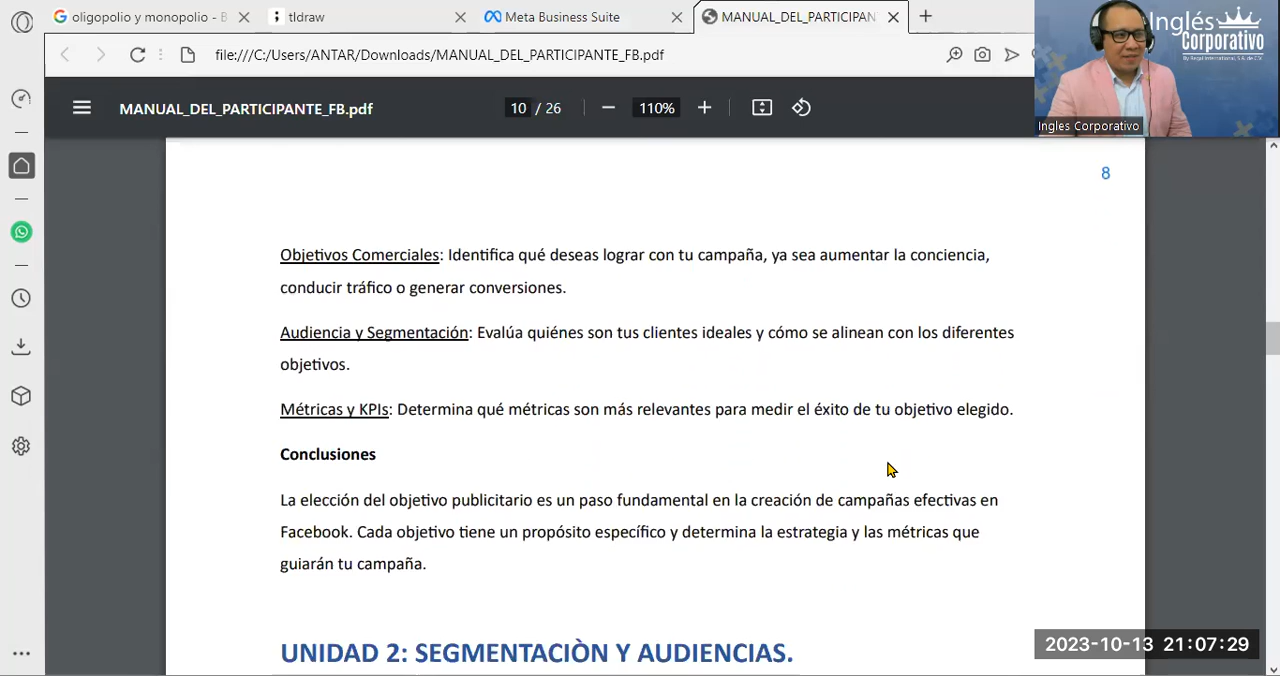 oligopolio y monopolio - B
tldraw
Meta Business Suite
MANUAL_DEL_PARTICIPAN
file:///C:/Users/ANTAR/Downloads/MANUAL_DEL_PARTICIPANTE_FB.pdf
Inglés
Corporativo
By Regal International, S.A. de C.V.
Ingles Corporativo
MANUAL_DEL_PARTICIPANTE_FB.pdf
10 / 26
110%
8
Objetivos Comerciales: Identifica qué deseas lograr con tu campaña, ya sea aumentar la conciencia,
conducir tráfico o generar conversiones.
Audiencia y Segmentación: Evalúa quiénes son tus clientes ideales y cómo se alinean con los diferentes
objetivos.
Métricas y KPIs: Determina qué métricas son más relevantes para medir el éxito de tu objetivo elegido.
Conclusiones
La elección del objetivo publicitario es un paso fundamental en la creación de campañas efectivas en
Facebook. Cada objetivo tiene un propósito específico y determina la estrategia y las métricas que
guiarán tu campaña.
UNIDAD 2: SEGMENTACIÒN Y AUDIENCIAS.
2023-10-13 21:07:29